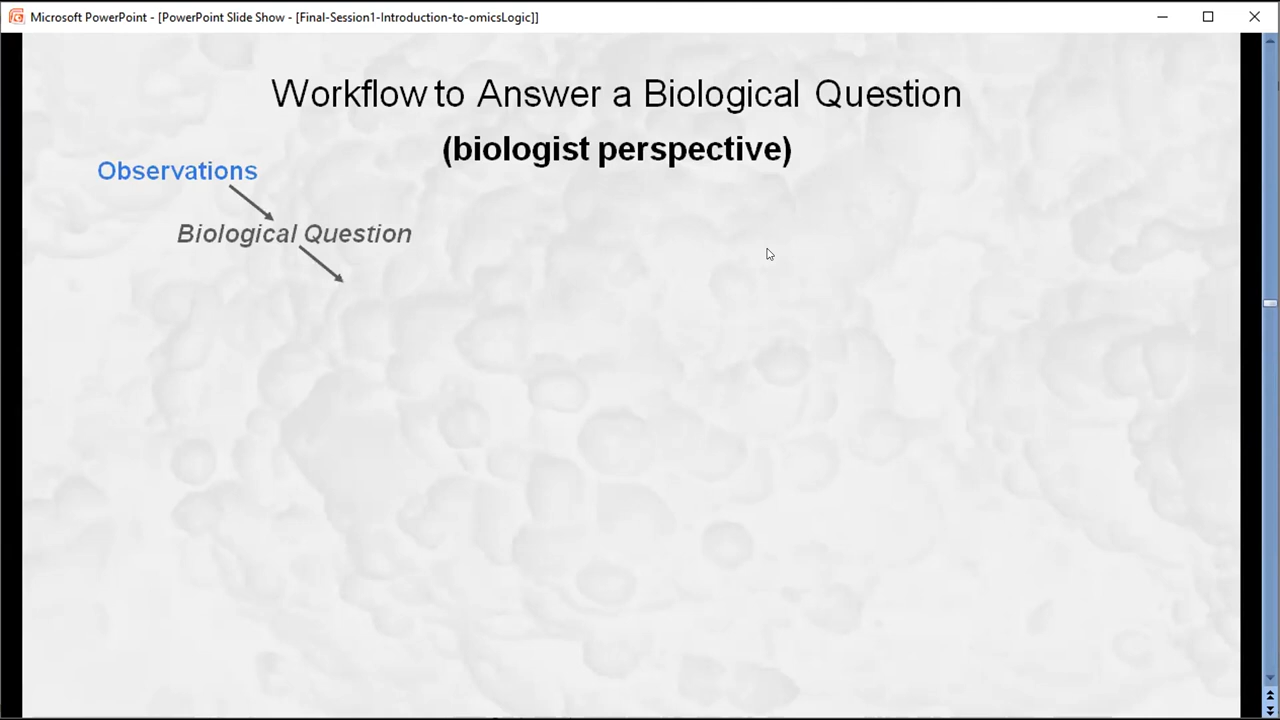 Microsoft PowerPoint - [PowerPoint Slide Show - [Final-Session1-Introduction-to-omicsLogic]]
Workflow to Answer a Biological Question
(biologist perspective)
Observations
Biological Question